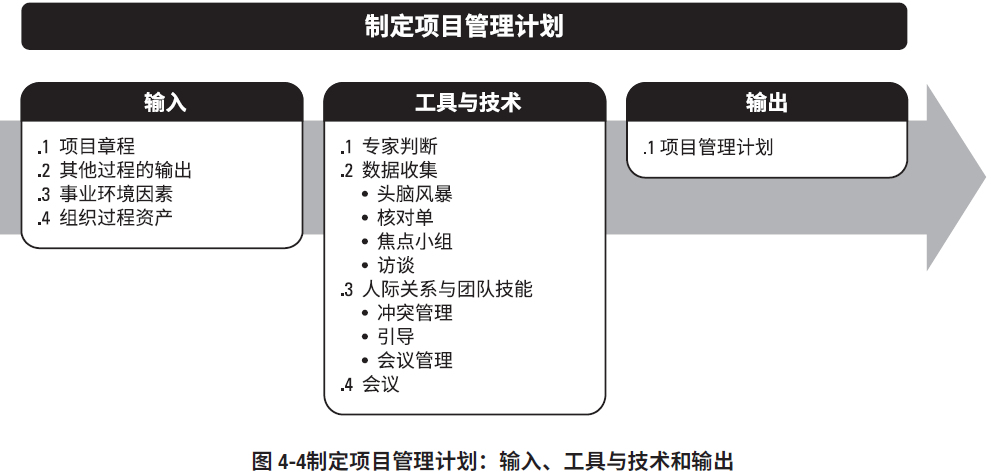 制定项目管理计划
输入
.1 项目章程
.2 其他过程的输出
.3 事业环境因素
.4 组织过程资产
工具与技术
.1 专家判断
.2 数据收集
• 头脑风暴
• 核对单
• 焦点小组
• 访谈
.3 人际关系与团队技能
• 冲突管理
• 引导
• 会议管理
.4 会议
输出
.1 项目管理计划
图 4-4制定项目管理计划：输入、工具与技术和输出